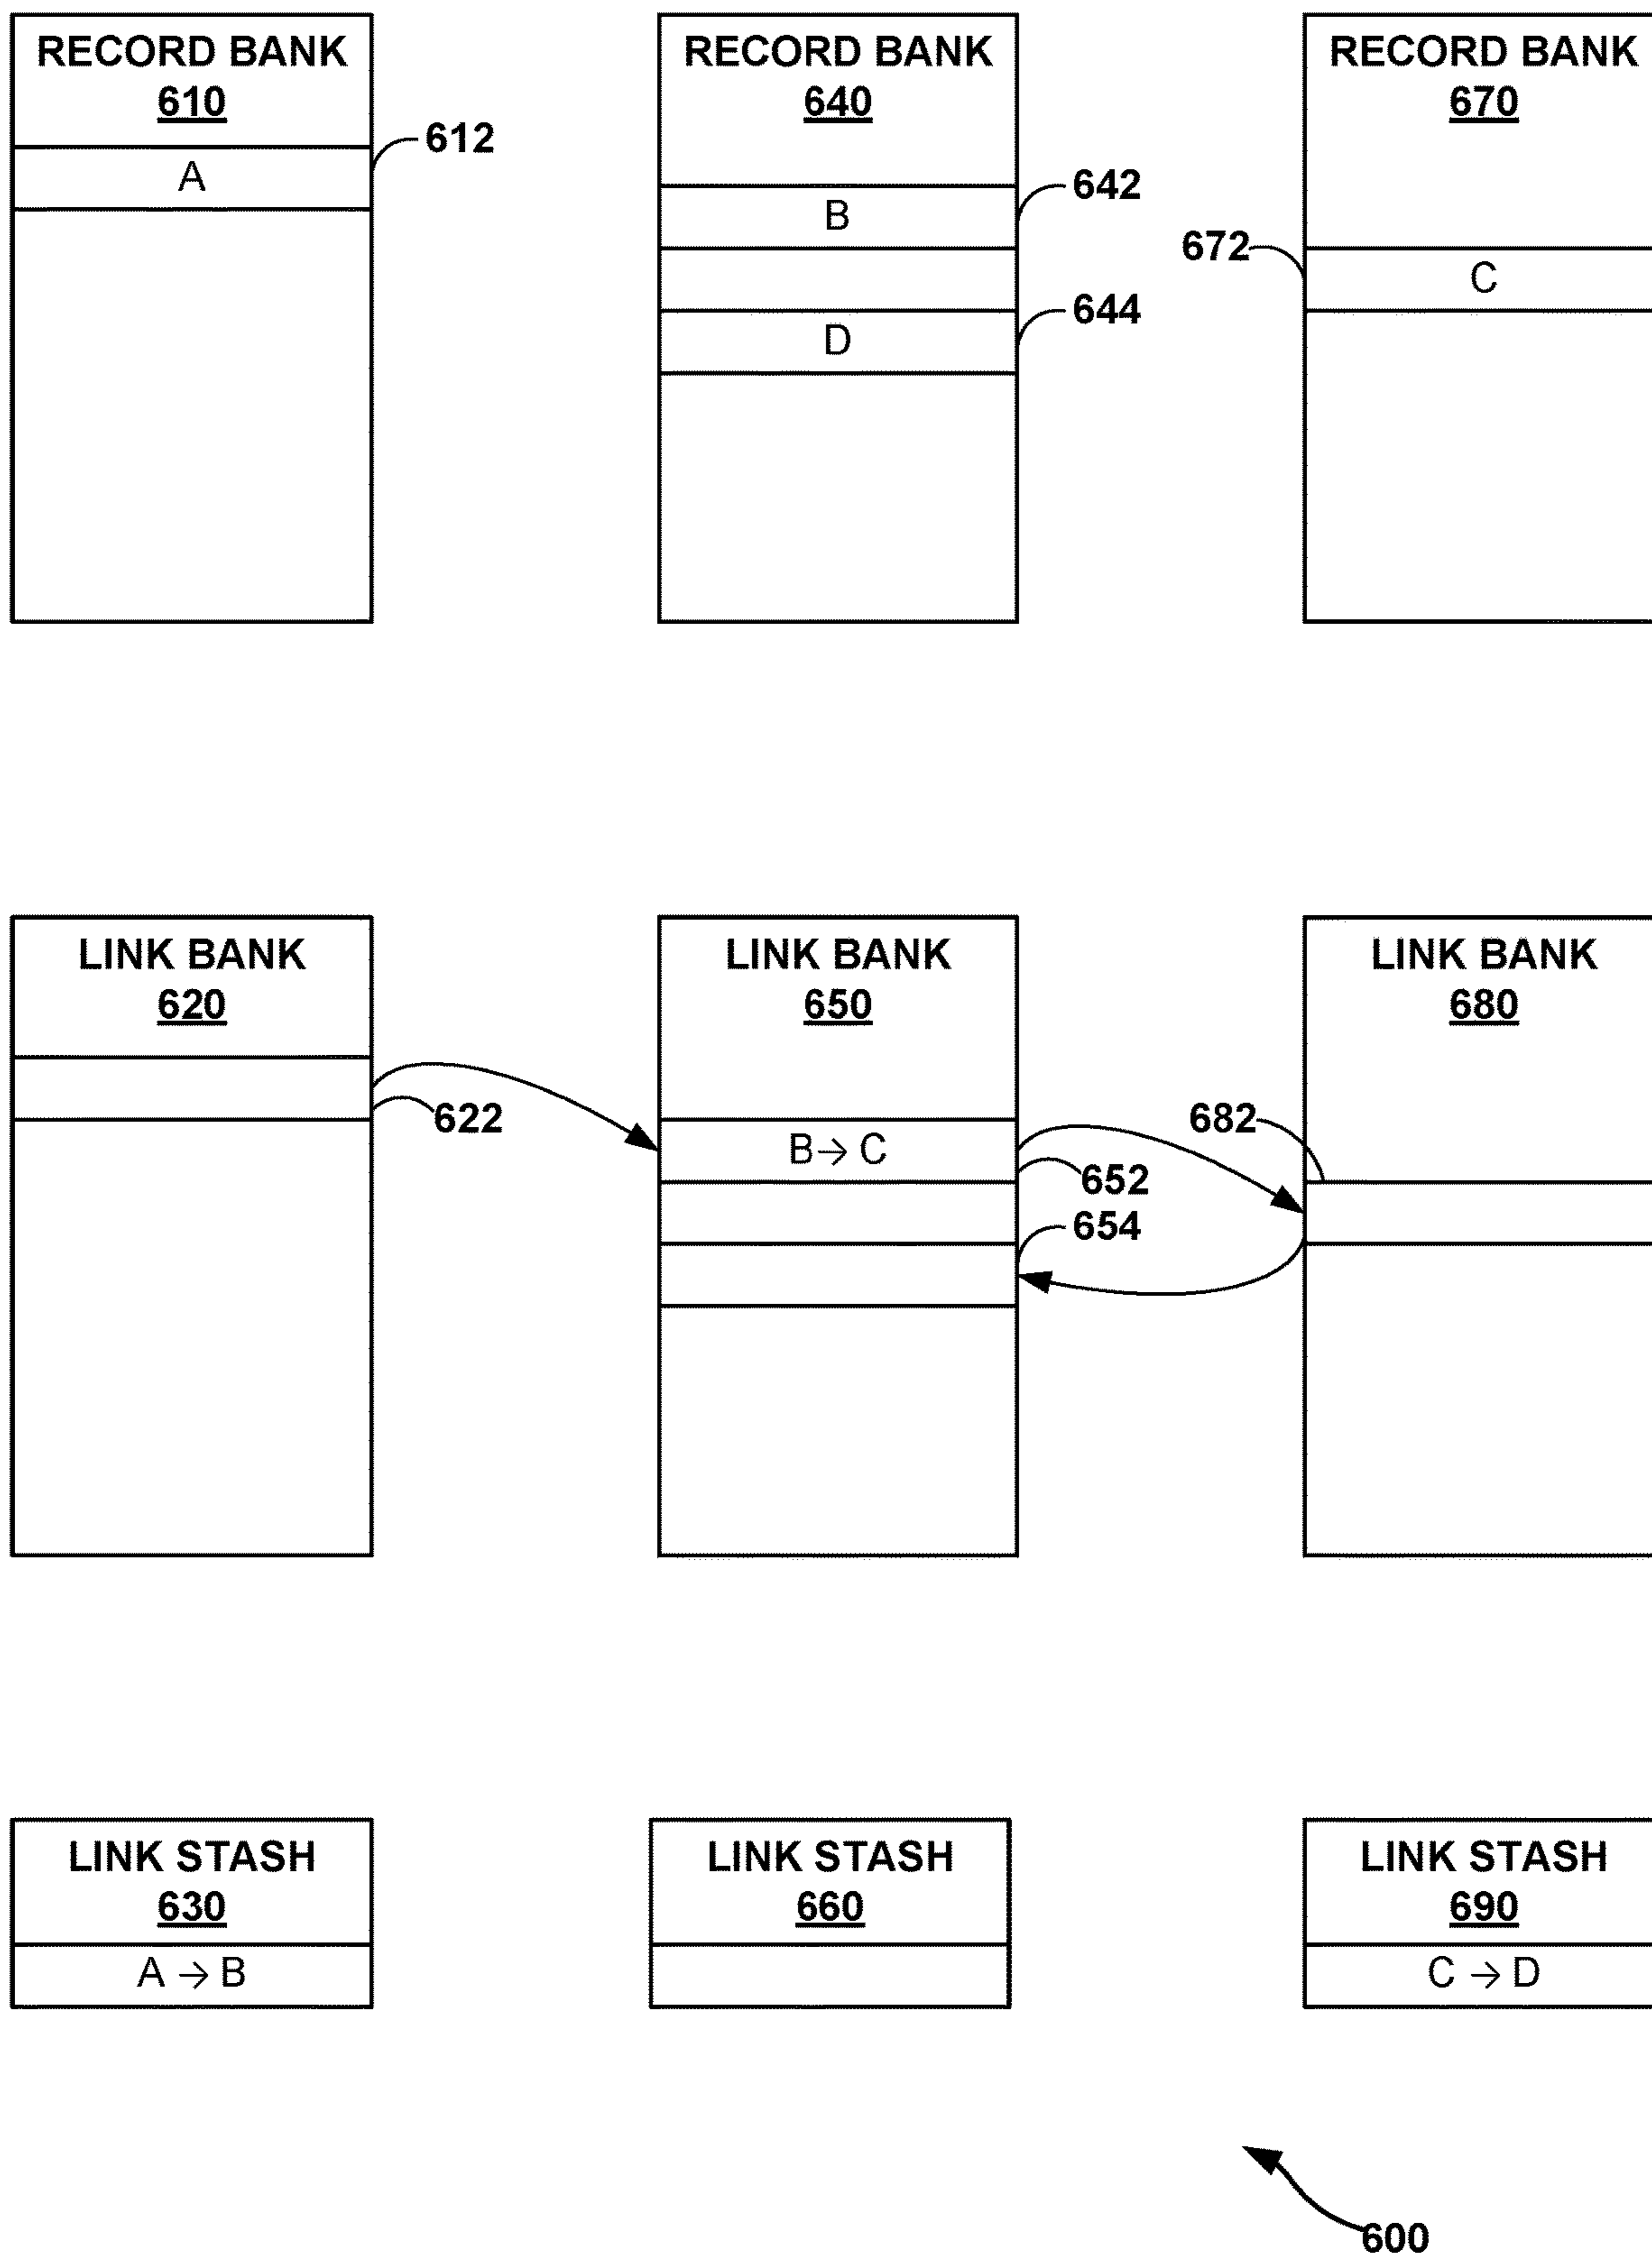 RECORD BANK
610
A
612
RECORD BANK
640
B
642
D
644
RECORD BANK
670
672
C
LINK BANK
620
622
LINK BANK
650
B→ C
652
654
LINK BANK
680
682
LINK STASH
630
A → B
LINK STASH
660
LINK STASH
690
C → D
600